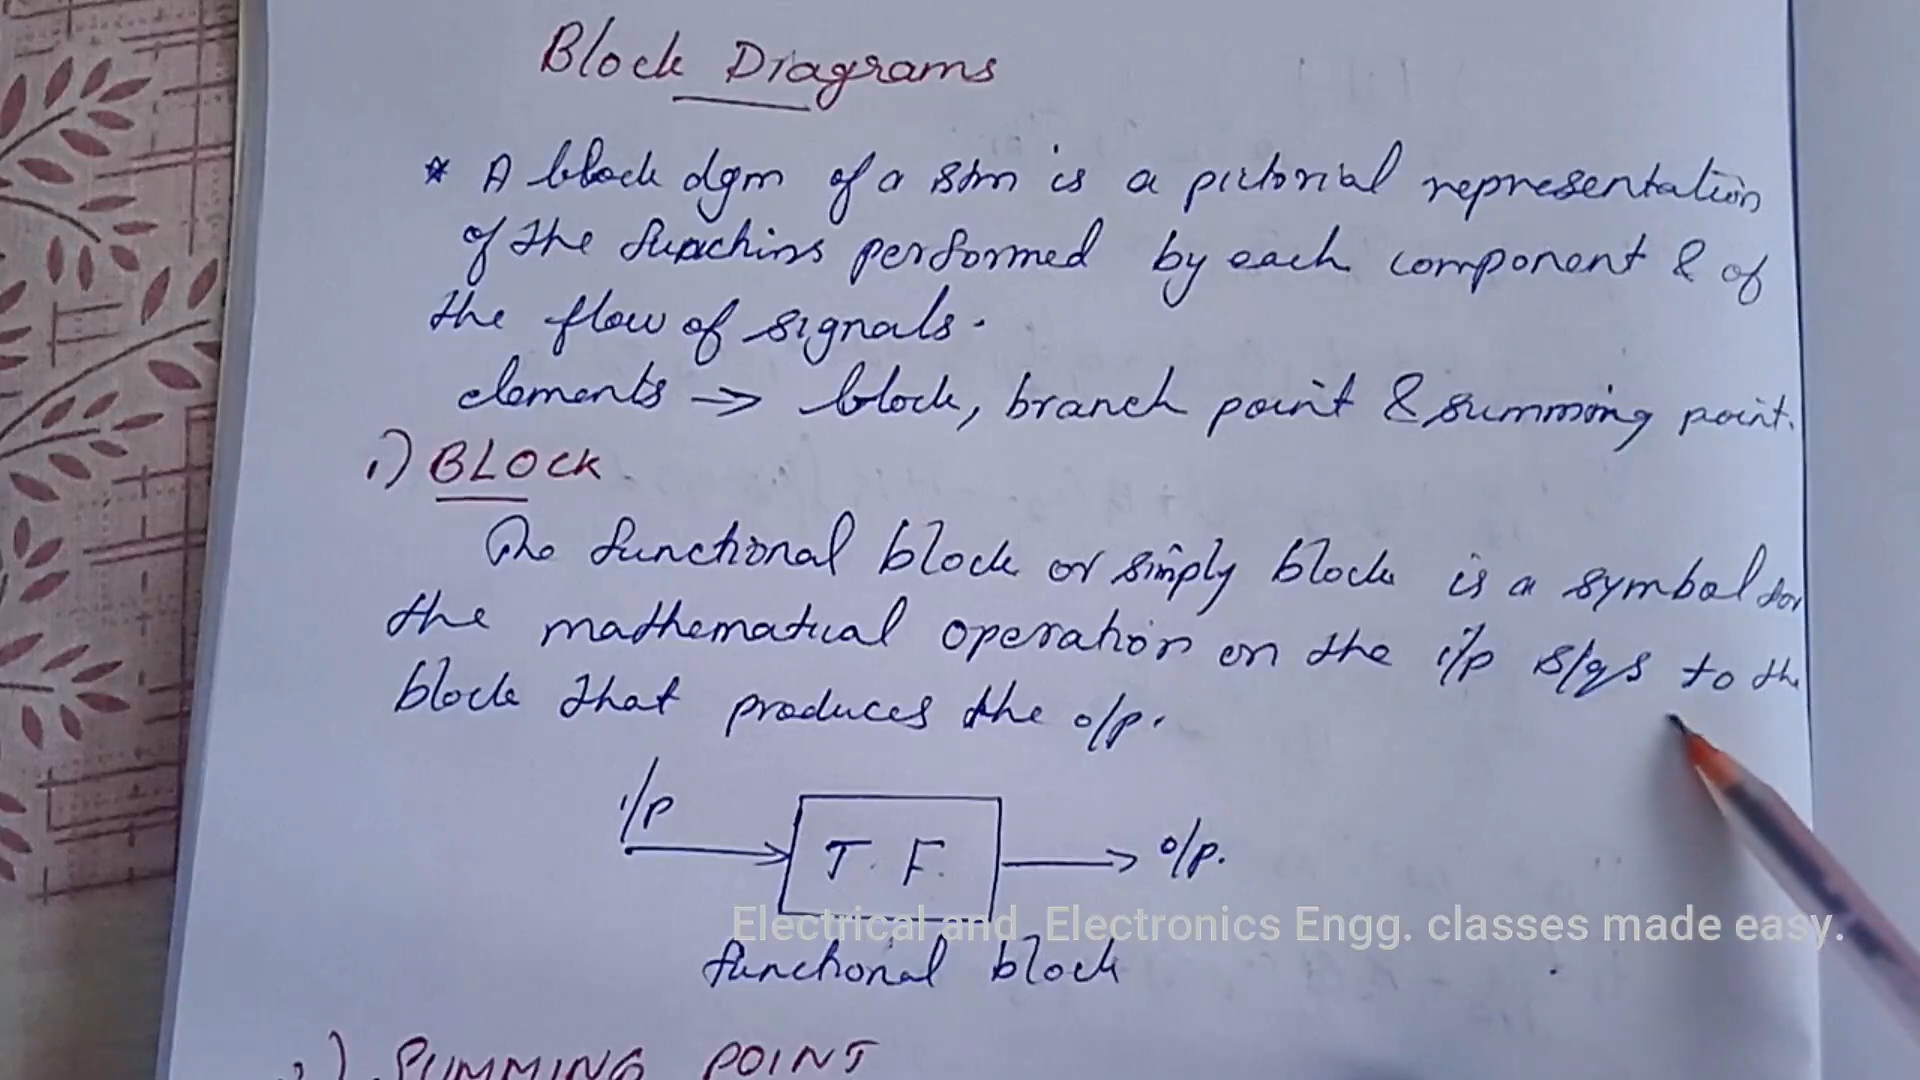 Block Diagrams
* A block dgm of a s/m is a pictorial representation
of the functions performed by each component & of
the flow of signals.
elements → block, branch point & summing point.
1) BLOCK
The functional block or simply block is a symbol for
the mathematical operation on the i/p s/gs to the
block that produces the o/p.
i/p
T.F.
o/p.
Electrical and Electronics Engg. classes made easy.
functional block
2) SUMMING POINT